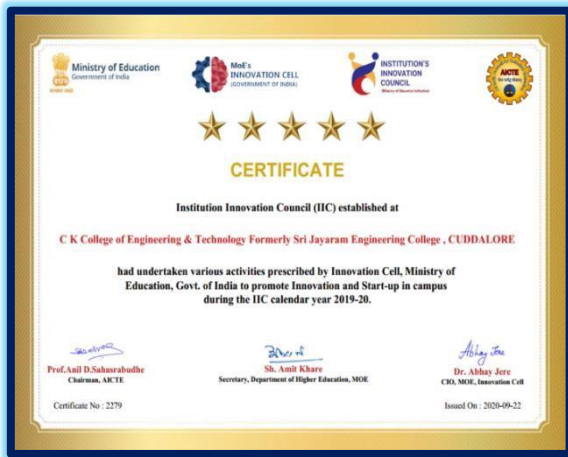 Ministry of Education
Government of India
MoE's
INNOVATION CELL
(GOVERNMENT OF INDIA)
INSTITUTION'S
INNOVATION
COUNCIL
AICTE
CERTIFICATE
Institution Innovation Council (IIC) established at
C K College of Engineering & Technology Formerly Sri Jayaram Engineering College , CUDDALORE
had undertaken various activities prescribed by Innovation Cell, Ministry of
Education, Govt. of India to promote Innovation and Start-up in campus
during the IIC calendar year 2019-20.
Abhay Jere
Prof.Anil D.Sahasrabudhe
Chairman, AICTE
Sh. Amit Khare
Secretary, Department of Higher Education, MOE
Dr. Abhay Jere
CIO, MOE, Innovation Cell
Certificate No : 2279
Issued On : 2020-09-22